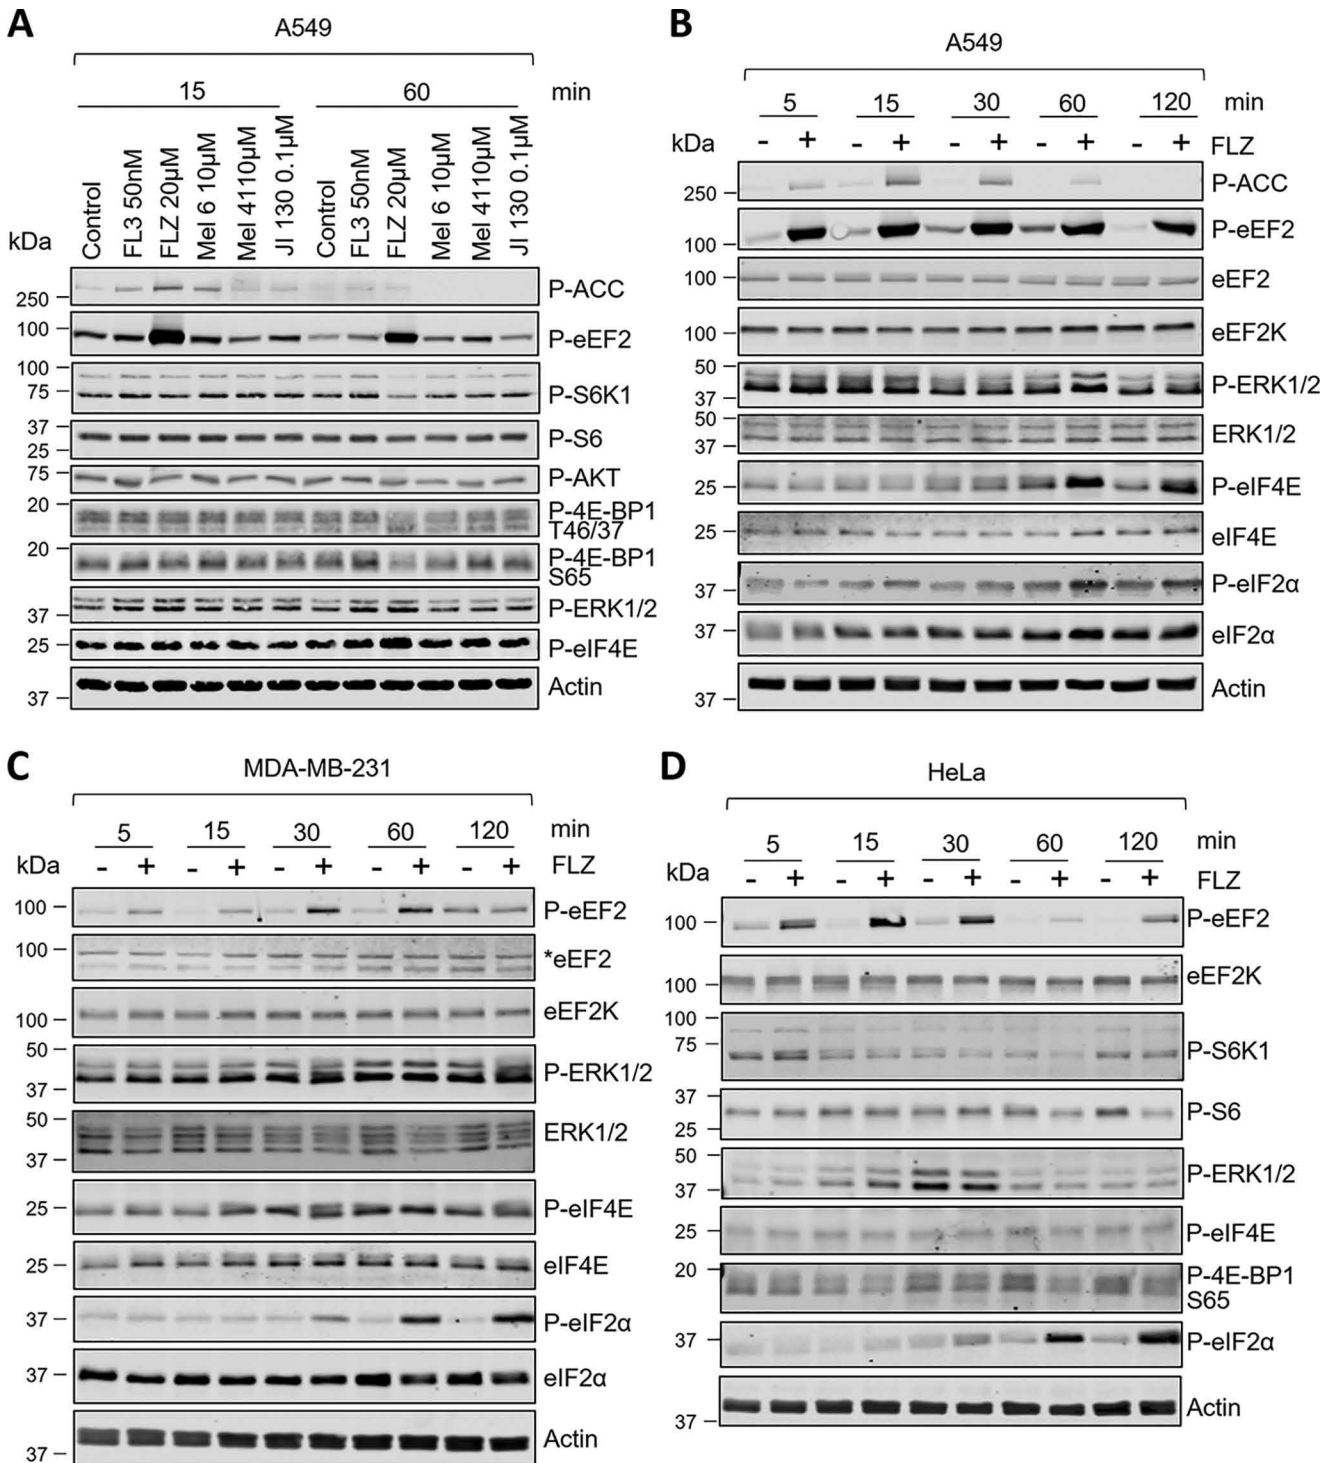 A
A549
15 60 min
kDa
Control
FL3 50nM
FLZ 20µM
Mel 6 10µM
Mel 4110µM
JI 130 0.1µM
Control
FL3 50nM
FLZ 20µM
Mel 6 10µM
Mel 4110µM
JI 130 0.1µM
250 P-ACC
100 P-eEF2
100
75 P-S6K1
37 P-S6
25
75 P-AKT
20 P-4E-BP1
T46/37
20 P-4E-BP1
S65
37 P-ERK1/2
25 P-eIF4E
37 Actin
B
A549
5 15 30 60 120 min
kDa - + - + - + - + - + FLZ
250 P-ACC
100 P-eEF2
100 eEF2
100 eEF2K
50 P-ERK1/2
37
50 ERK1/2
37
25 P-eIF4E
25 eIF4E
37 P-eIF2α
37 eIF2α
37 Actin
C
MDA-MB-231
5 15 30 60 120 min
kDa - + - + - + - + - + FLZ
100 P-eEF2
100 *eEF2
100 eEF2K
50 P-ERK1/2
37
50 ERK1/2
37
25 P-eIF4E
25 eIF4E
37 P-eIF2α
37 eIF2α
37 Actin
D
HeLa
5 15 30 60 120 min
kDa - + - + - + - + - + FLZ
100 P-eEF2
100 eEF2K
100
75 P-S6K1
37 P-S6
25
50 P-ERK1/2
37
25 P-eIF4E
20 P-4E-BP1
S65
37 P-eIF2α
37 Actin